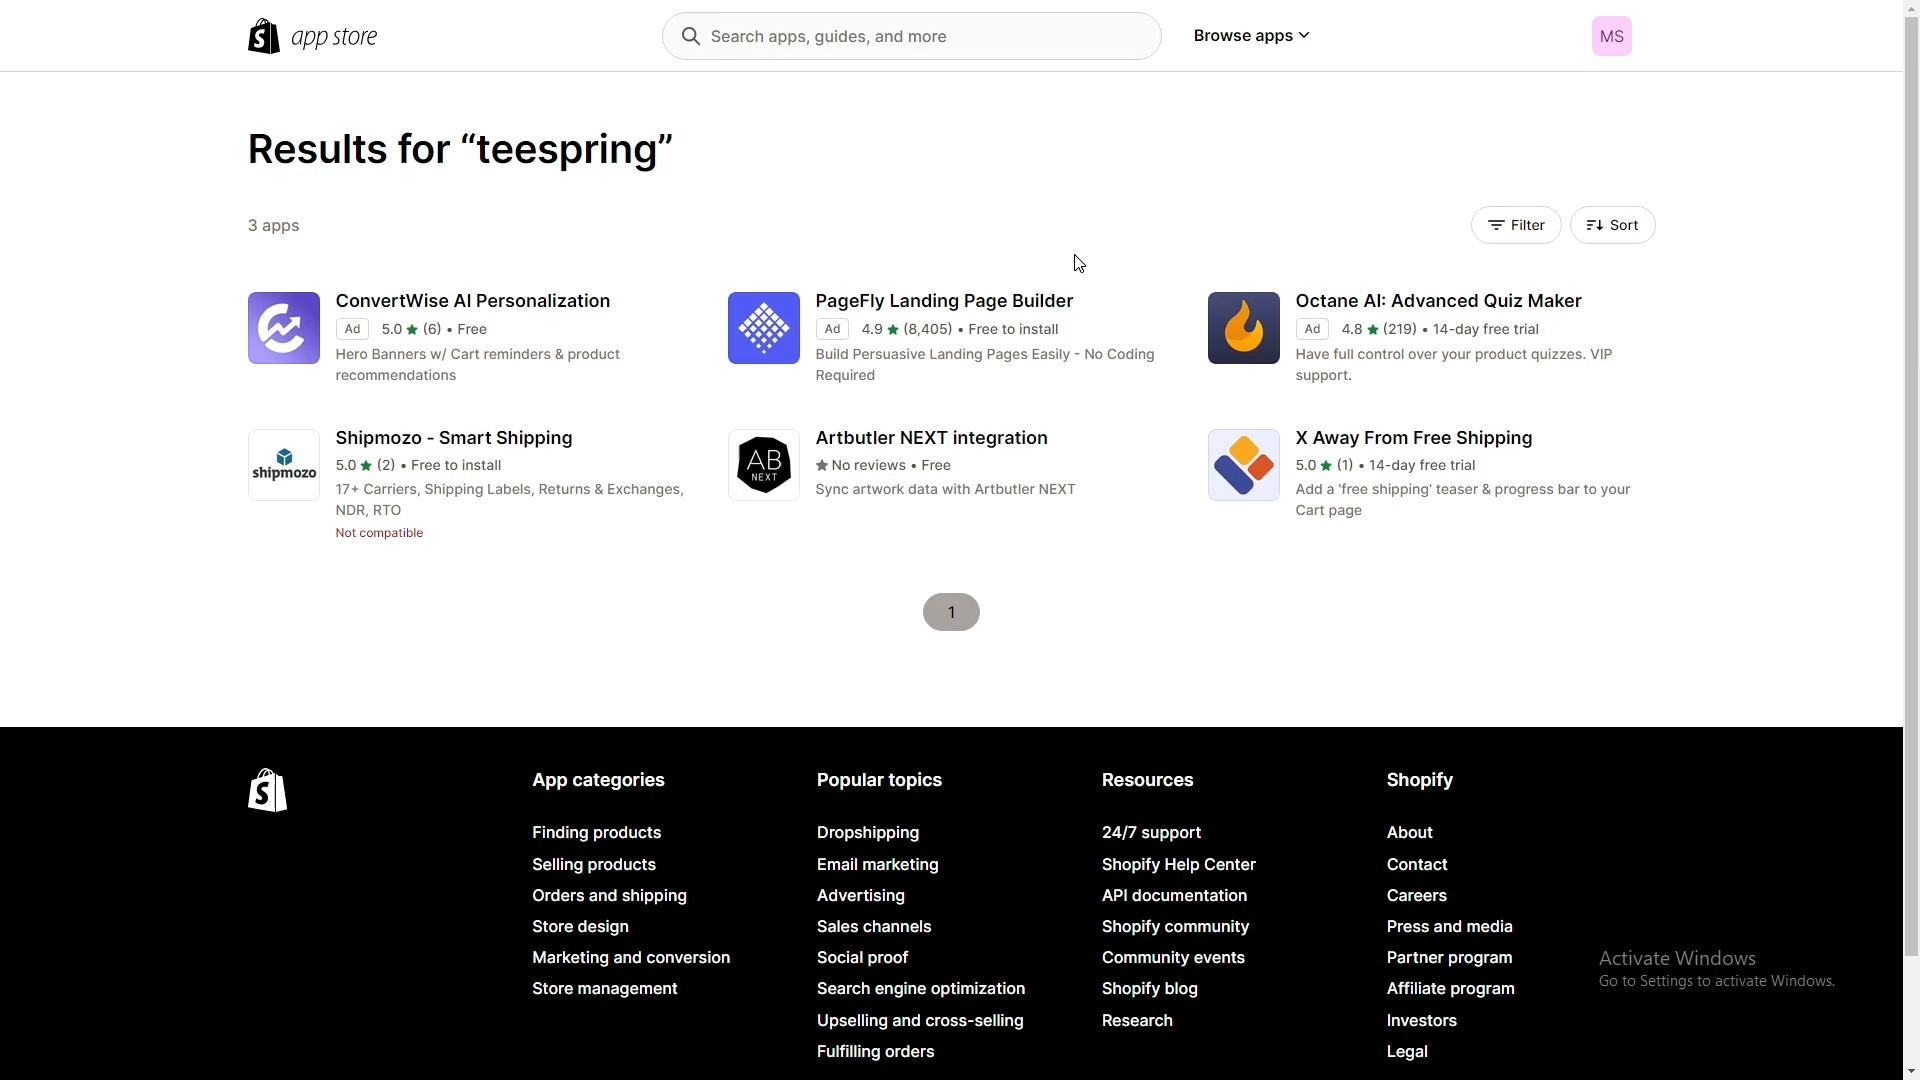 app store
Search apps, guides, and more
Browse apps
MS
Results for “teespring”
3 apps
Filter
Sort
ConvertWise AI Personalization
Ad 5.0 ★ (6) • Free
Hero Banners w/ Cart reminders & product
recommendations
PageFly Landing Page Builder
Ad 4.9 ★ (8,405) • Free to install
Build Persuasive Landing Pages Easily - No Coding
Required
Octane AI: Advanced Quiz Maker
Ad 4.8 ★ (219) • 14-day free trial
Have full control over your product quizzes. VIP
support.
shipmozo
Shipmozo - Smart Shipping
5.0 ★ (2) • Free to install
17+ Carriers, Shipping Labels, Returns & Exchanges,
NDR, RTO
Not compatible
AB
NEXT
Artbutler NEXT integration
★ No reviews • Free
Sync artwork data with Artbutler NEXT
X Away From Free Shipping
5.0 ★ (1) • 14-day free trial
Add a 'free shipping' teaser & progress bar to your
Cart page
1
App categories
Finding products
Selling products
Orders and shipping
Store design
Marketing and conversion
Store management
Popular topics
Dropshipping
Email marketing
Advertising
Sales channels
Social proof
Search engine optimization
Upselling and cross-selling
Fulfilling orders
Resources
24/7 support
Shopify Help Center
API documentation
Shopify community
Community events
Shopify blog
Research
Shopify
About
Contact
Careers
Press and media
Partner program
Affiliate program
Investors
Legal
Activate Windows
Go to Settings to activate Windows.